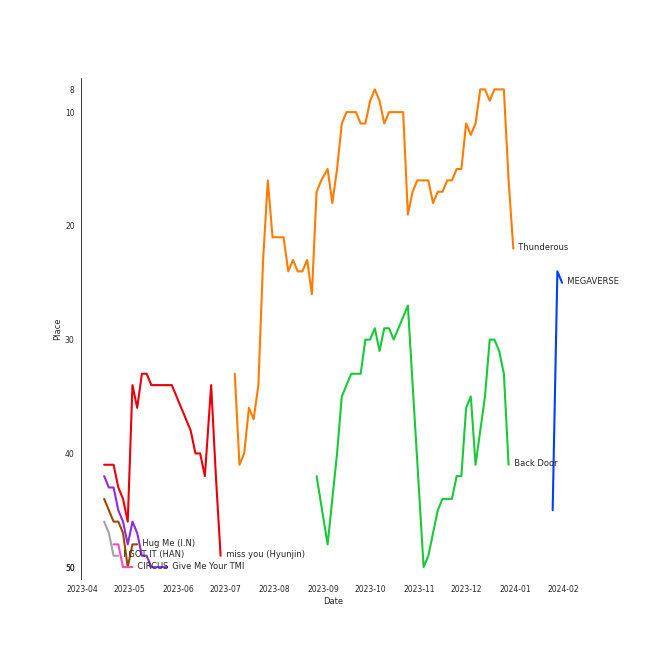 8
10
20
30
40
50
Place
Thunderous
MEGAVERSE
Back Door
Hug Me (I.N)
I GOT IT (HAN)
miss you (Hyunjin)
CIRCUS
Give Me Your TMI
2023-04
2023-05
2023-06
2023-07
2023-08
2023-09
2023-10
2023-11
2023-12
2024-01
2024-02
Date